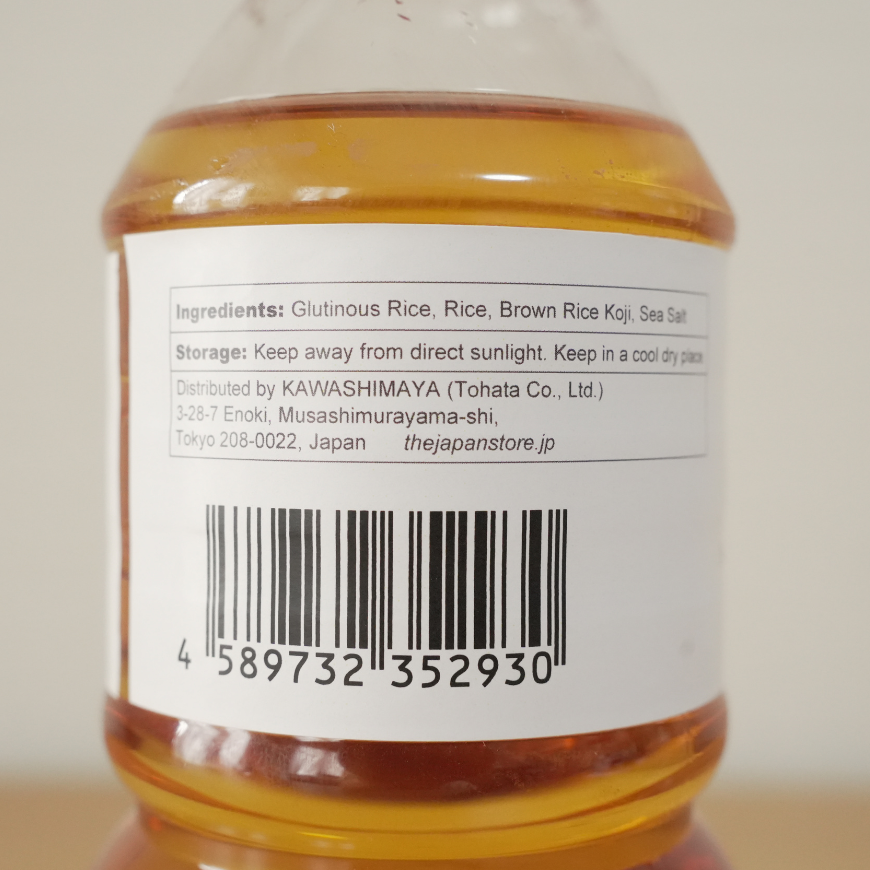 Ingredients: Glutinous Rice, Rice, Brown Rice Koji, Sea Salt
Storage: Keep away from direct sunlight. Keep in a cool dry place
Distributed by KAWASHIMAYA (Tohata Co., Ltd.)
3-28-7 Enoki, Musashimurayama-shi,
Tokyo 208-0022, Japan thejapanstore.jp
4 589732 352930